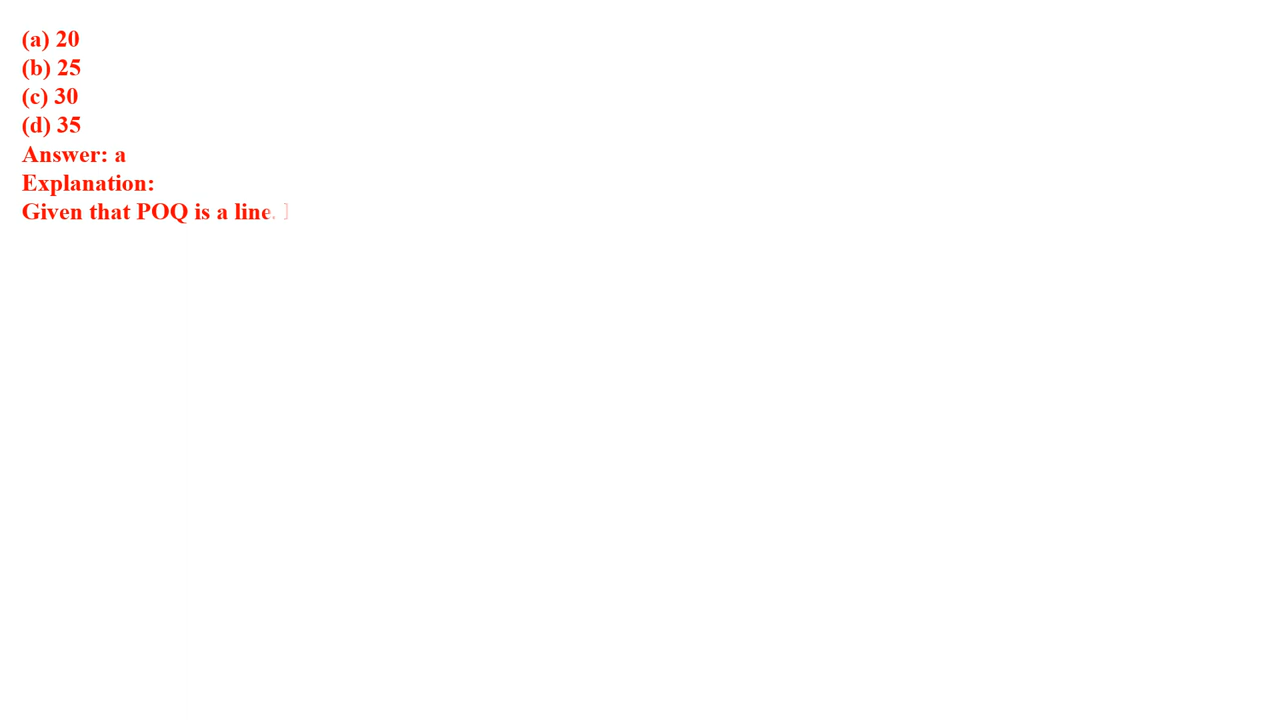 (a) 20
(b) 25
(c) 30
(d) 35
Answer: a
Explanation:
Given that POQ is a line.